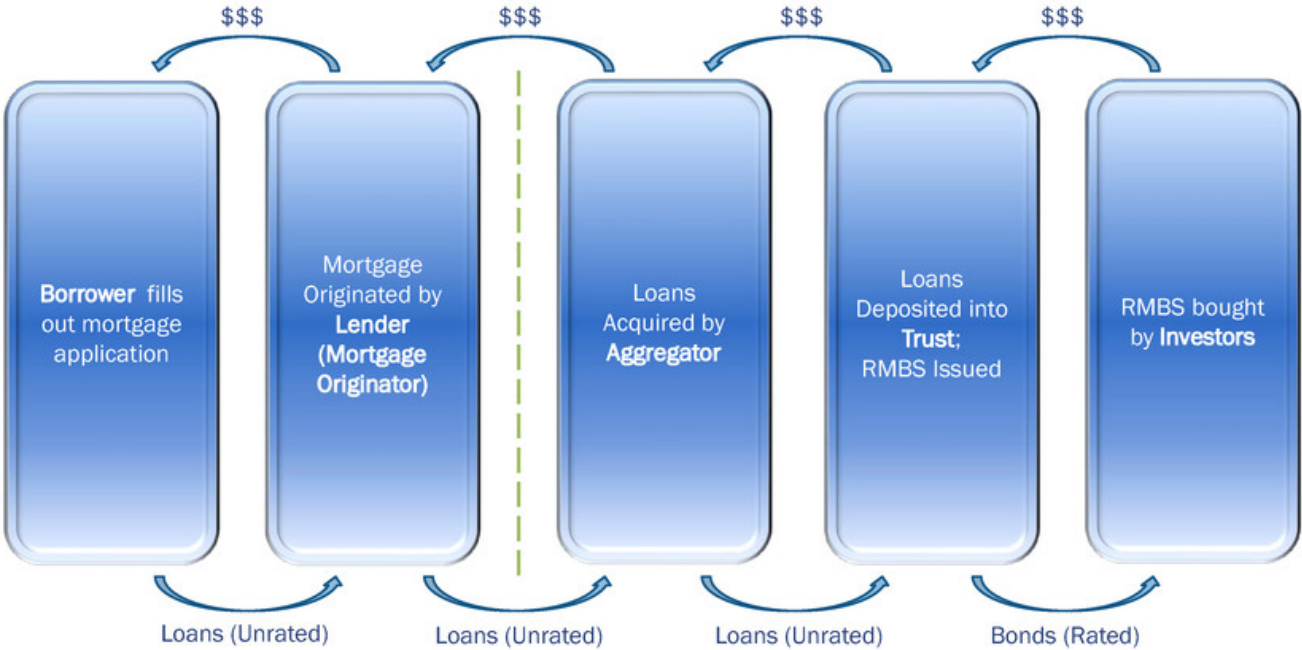 $$$
$$$
$$$
$$$
Borrower fills
out mortgage
application
Mortgage
Originated by
Lender
(Mortgage
Originator)
Loans
Acquired by
Aggregator
Loans
Deposited into
Trust;
RMBS Issued
RMBS bought
by Investors
Loans (Unrated)
Loans (Unrated)
Loans (Unrated)
Bonds (Rated)